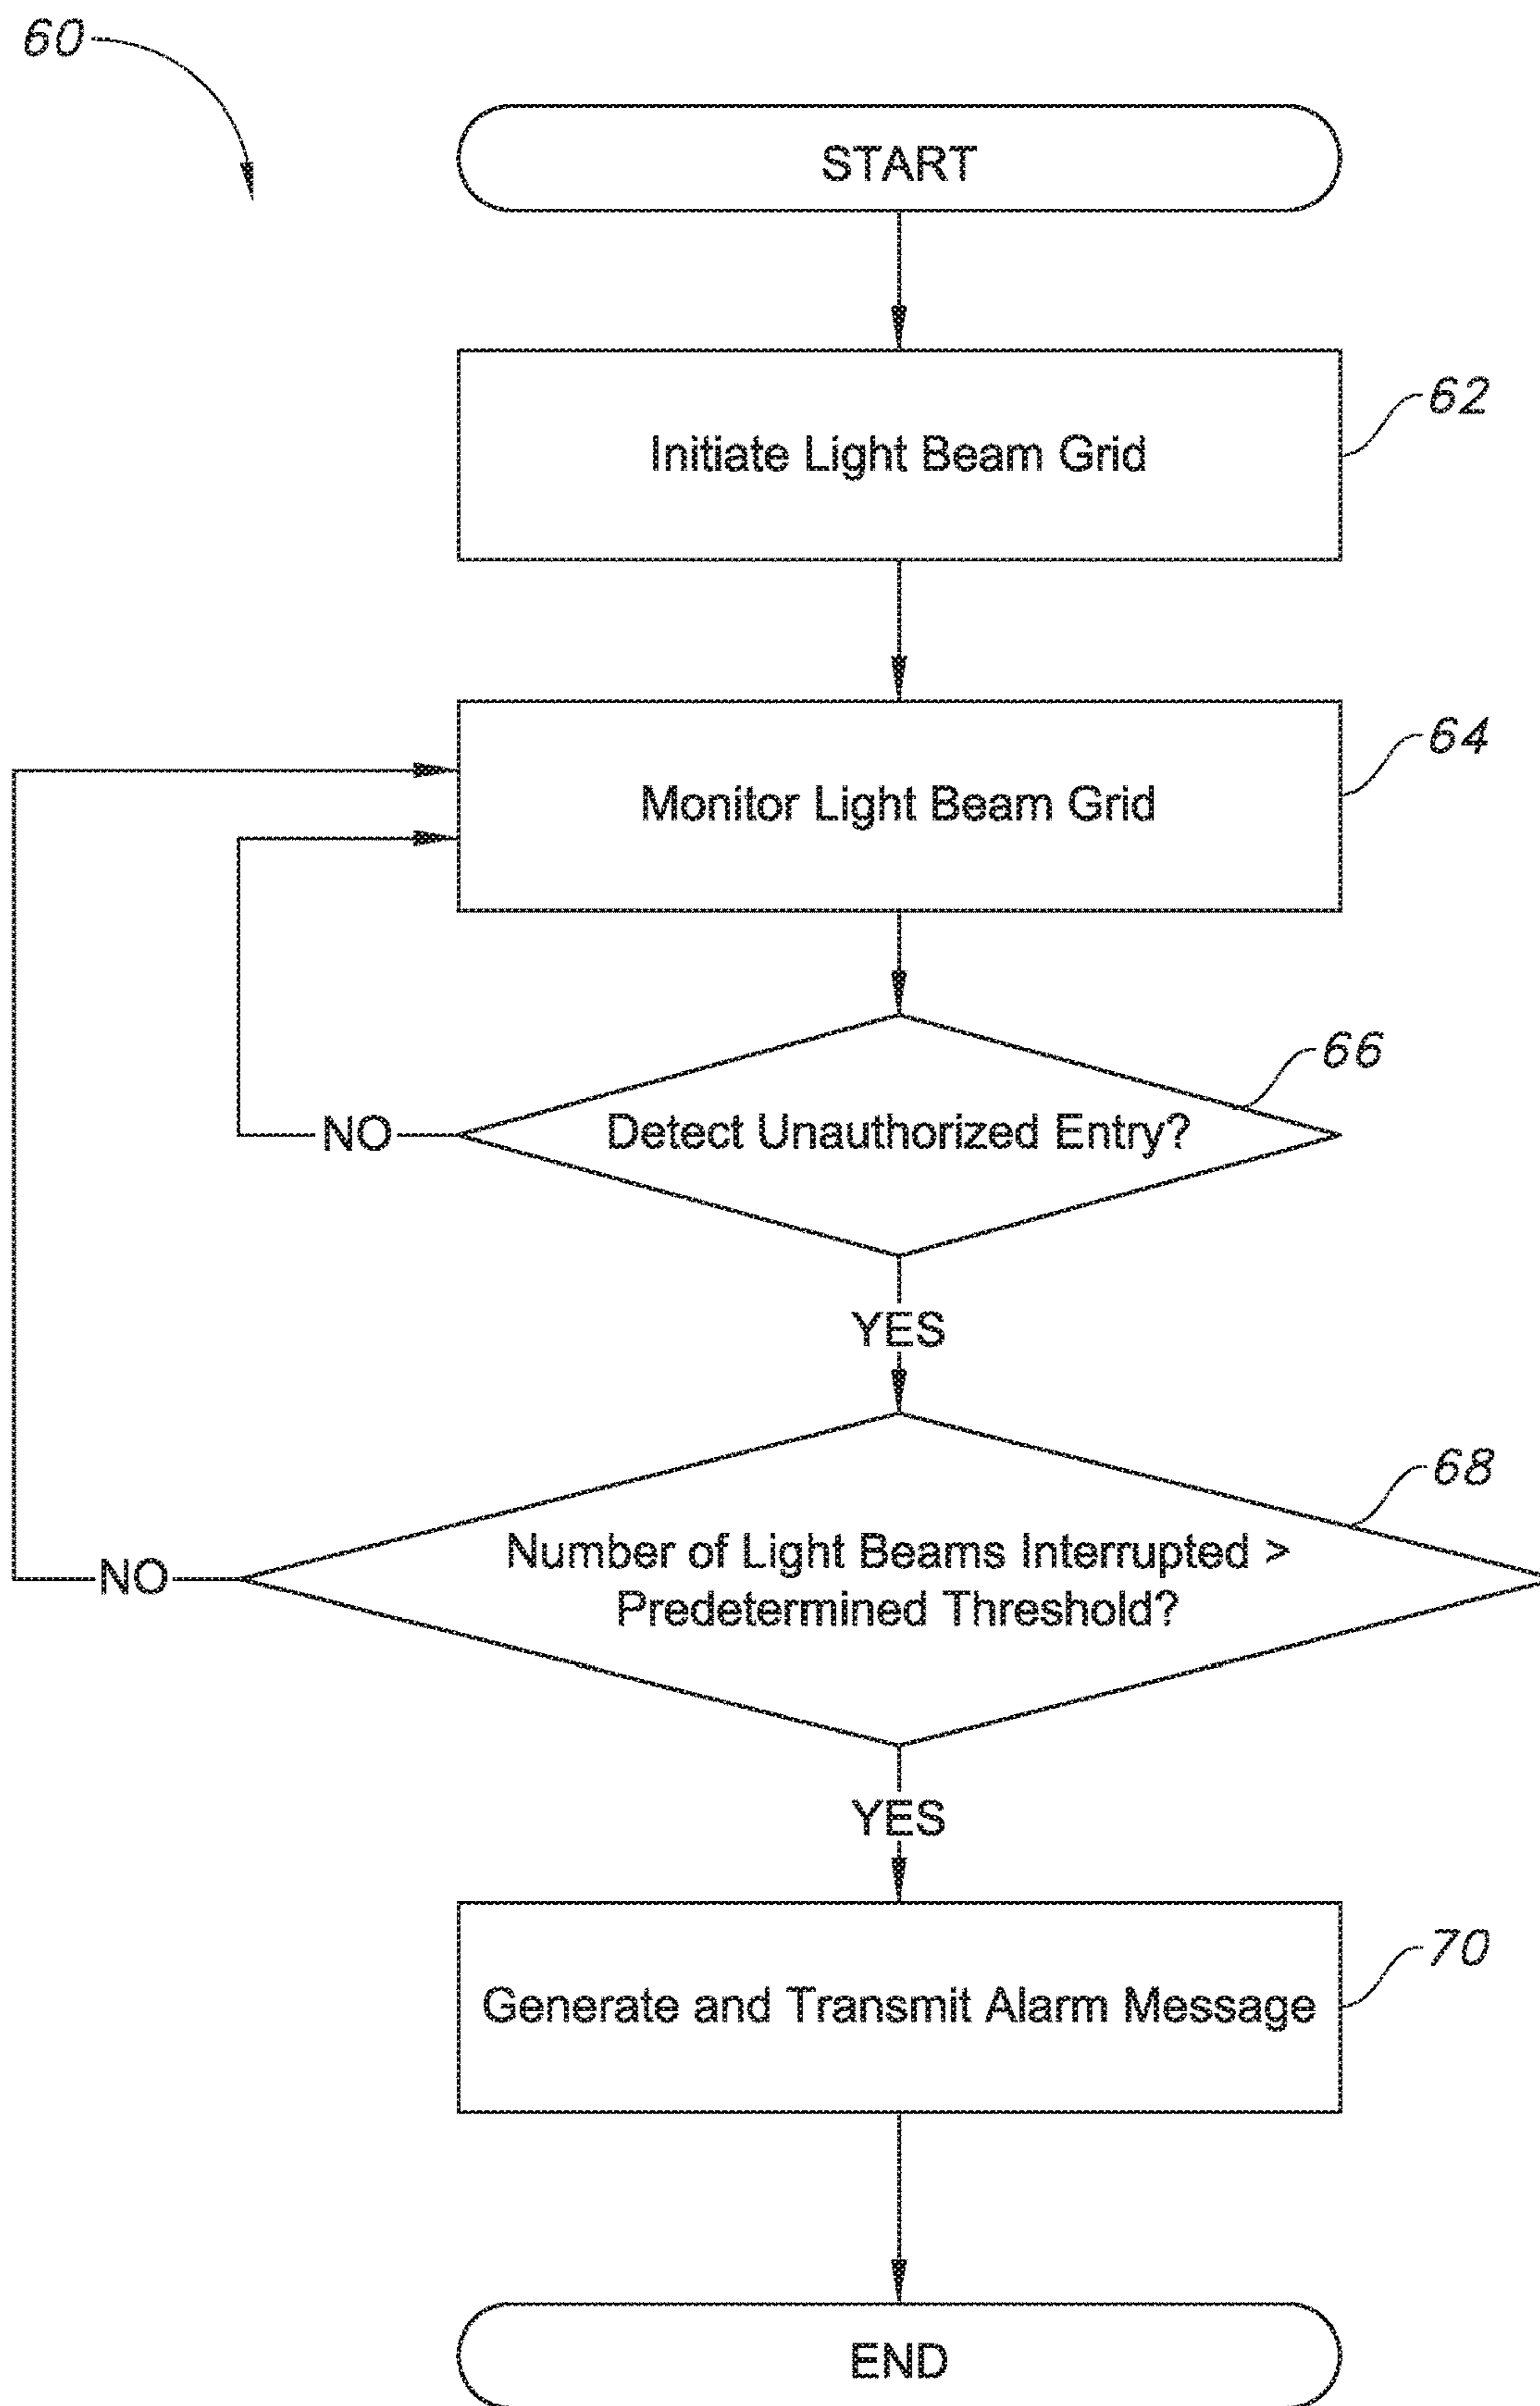 60
START
Initiate Light Beam Grid
62
Monitor Light Beam Grid
64
Detect Unauthorized Entry?
66
NO
YES
Number of Light Beams Interrupted >
Predetermined Threshold?
68
NO
YES
Generate and Transmit Alarm Message
70
END